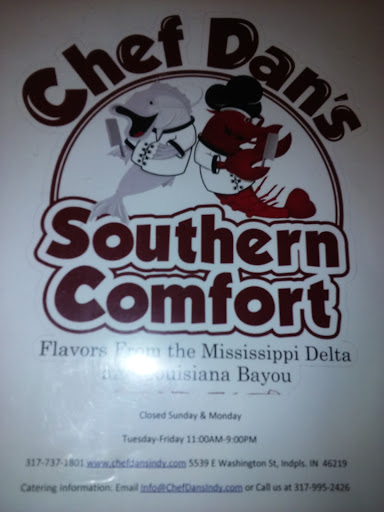 Chef Dan's
Southern
Comfort
Flavors From the Mississippi Delta
and Louisiana Bayou
Closed Sunday & Monday
Tuesday-Friday 11:00AM-9:00PM
317-737-1801 www.chefdansindy.com 5539 E Washington St, Indpls. IN 46219
Catering Information: Email Info@ChefDansIndy.com or Call us at 317-995-2426